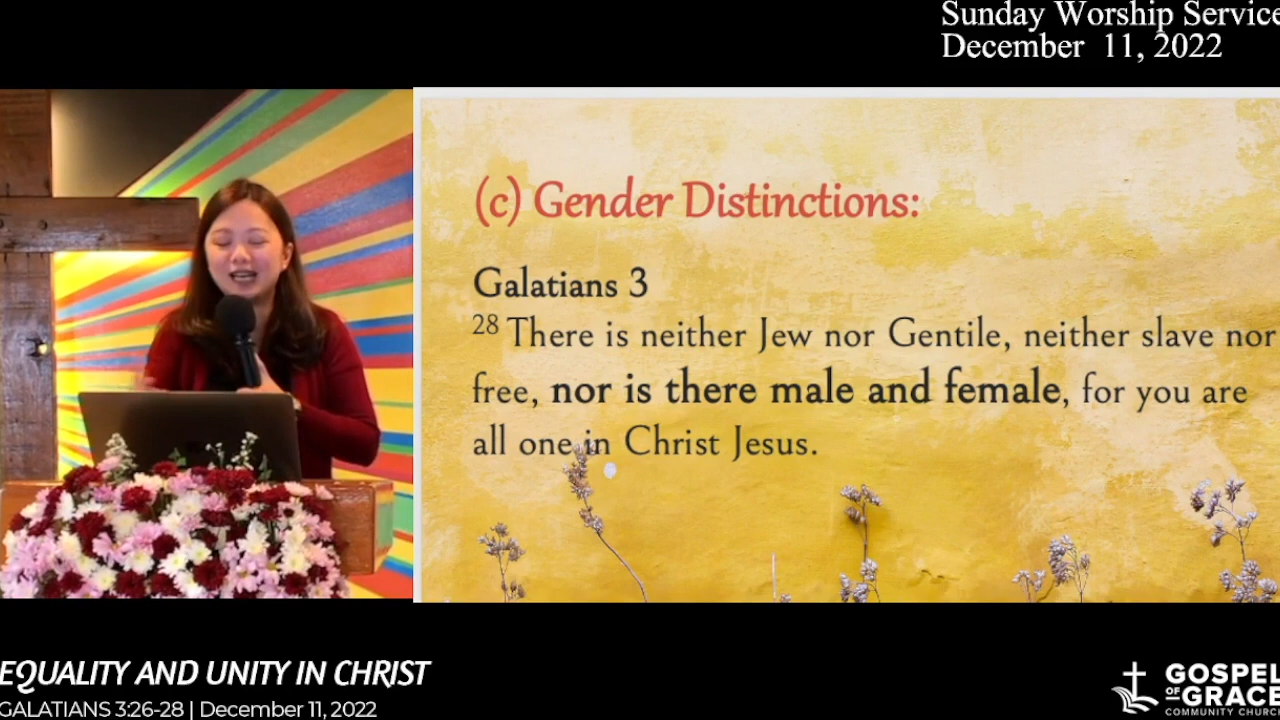 Sunday Worship Service
December 11, 2022
(c) Gender Distinctions:
Galatians 3
28 There is neither Jew nor Gentile, neither slave nor
free, nor is there male and female, for you are
all one in Christ Jesus.
EQUALITY AND UNITY IN CHRIST
GALATIANS 3:26-28 | December 11, 2022
GOSPEL
OF GRACE
COMMUNITY CHURCH